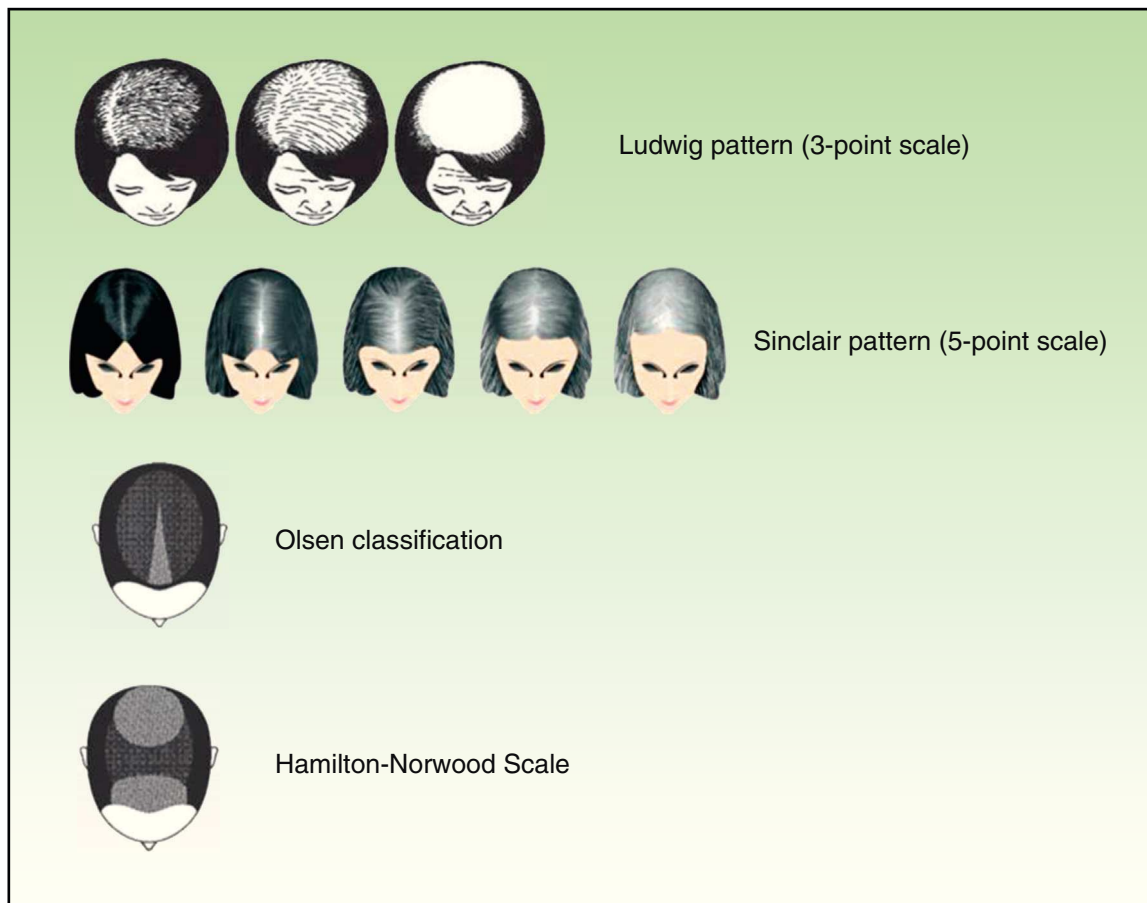 Ludwig pattern (3-point scale)
Sinclair pattern (5-point scale)
Olsen classification
Hamilton-Norwood Scale